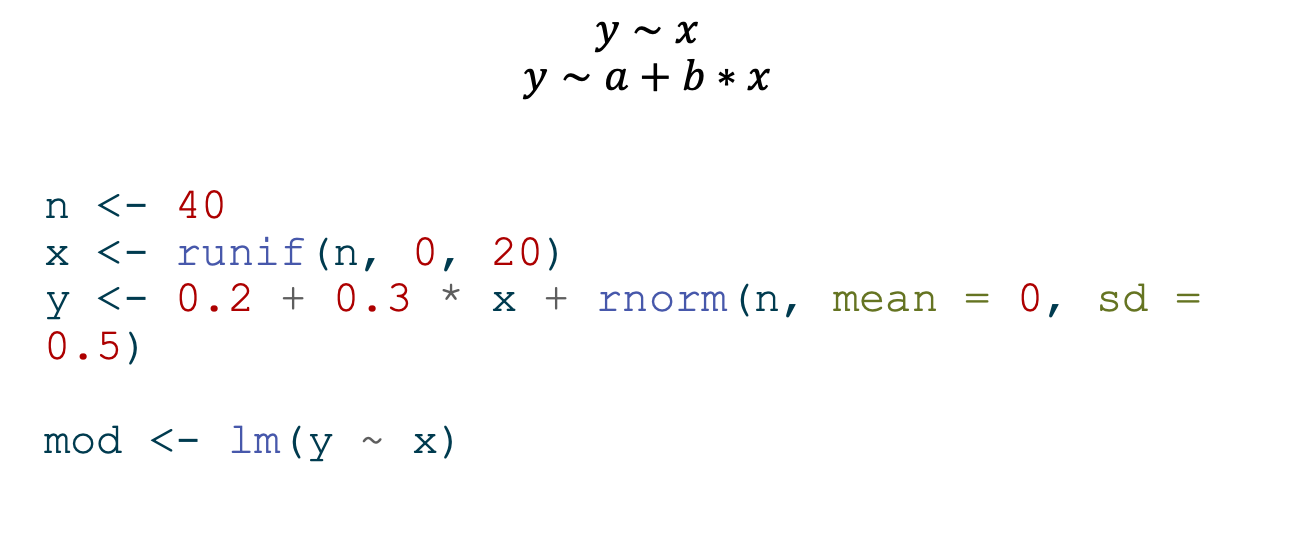 y ~ x
y ~ a + b * x
n <- 40
x <- runif(n, 0, 20)
y <- 0.2 + 0.3 * x + rnorm(n, mean = 0, sd =
0.5)
mod <- lm(y ~ x)